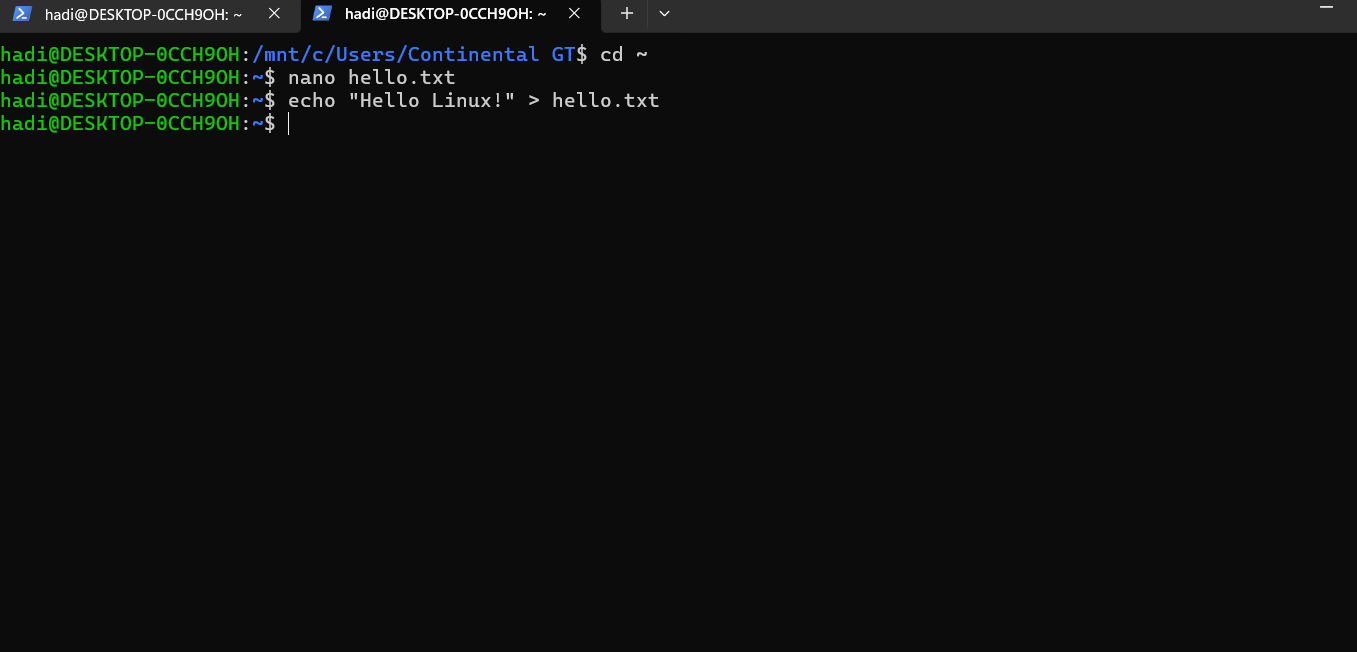 hadi@DESKTOP-0CCH9OH: ~
hadi@DESKTOP-0CCH9OH: ~
hadi@DESKTOP-0CCH9OH:/mnt/c/Users/Continental GT$ cd ~
hadi@DESKTOP-0CCH9OH:~$ nano hello.txt
hadi@DESKTOP-0CCH9OH:~$ echo "Hello Linux!" > hello.txt
hadi@DESKTOP-0CCH9OH:~$